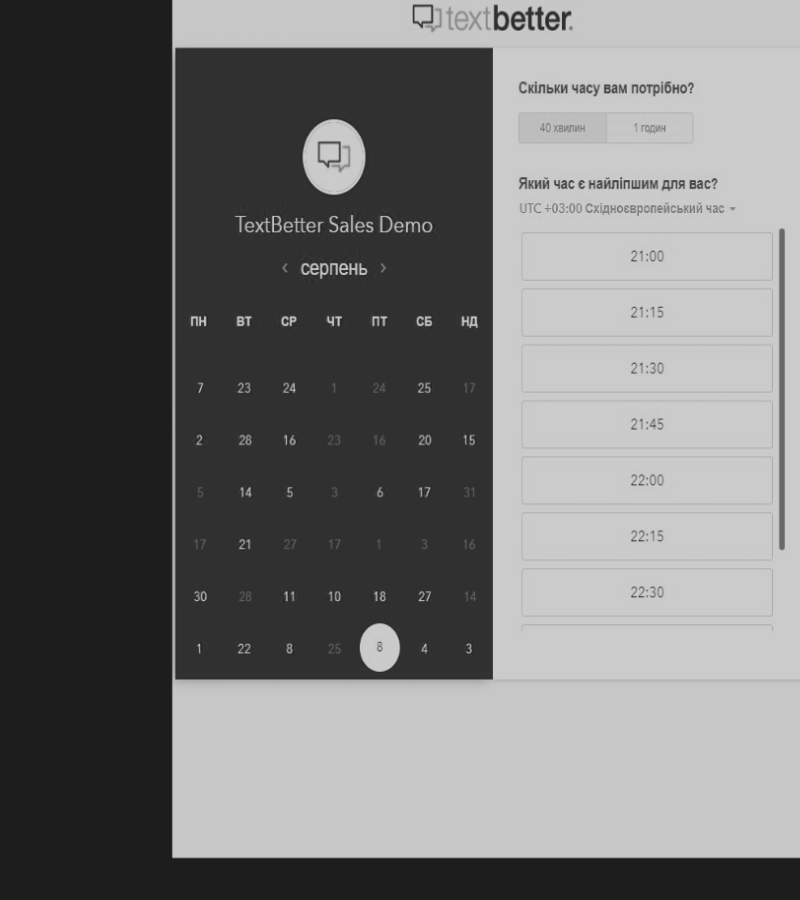 textbetter.
TextBetter Sales Demo
‹ серпень ›
ПН ВТ СР ЧТ ПТ СБ НД
7 23 24 1 24 25 17
2 28 16 23 16 20 15
5 14 5 3 6 17 31
17 21 27 17 1 3 16
30 28 11 10 18 27 14
1 22 8 25 8 4 3
Скільки часу вам потрібно?
40 хвилин 1 годин
Який час є найліпшим для вас?
UTC +03:00 Східноєвропейський час
21:00
21:15
21:30
21:45
22:00
22:15
22:30